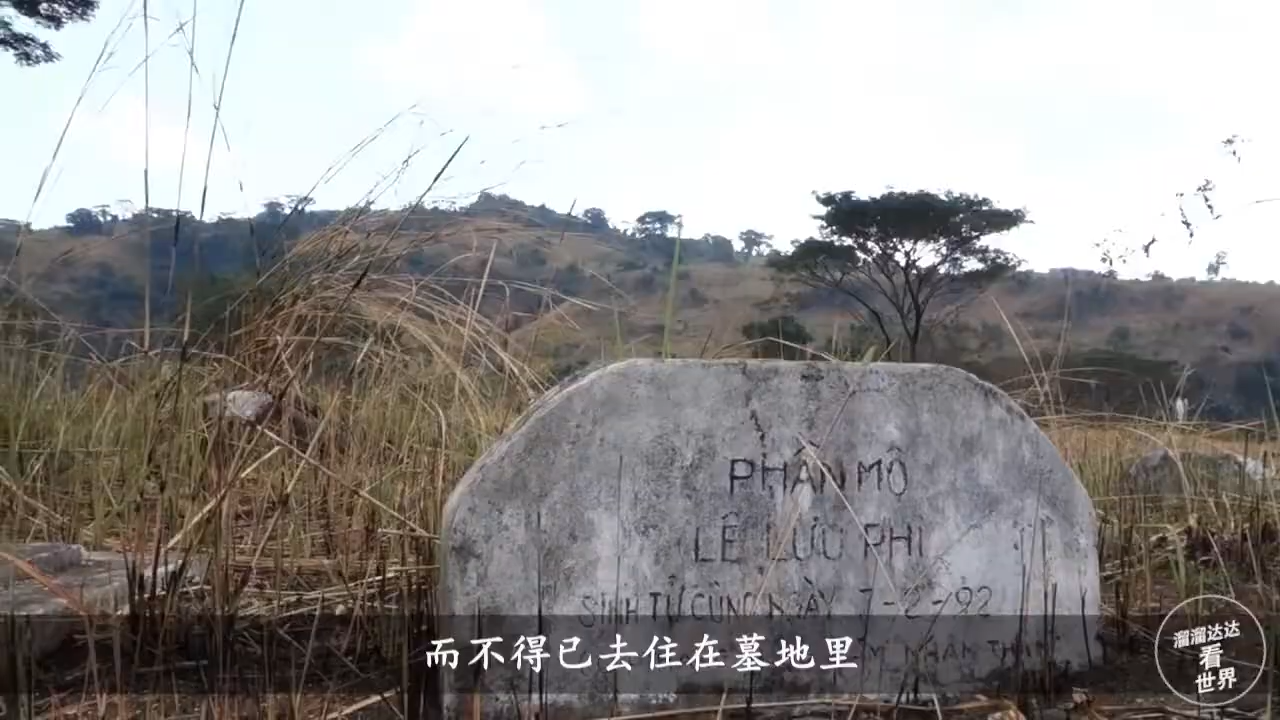 PHẦN MỘ
LÊ LƯU PHI
SINH TỬ CÙNG NGÀY 7-2-92
而不得已去住在墓地里
溜溜达达
看
世界